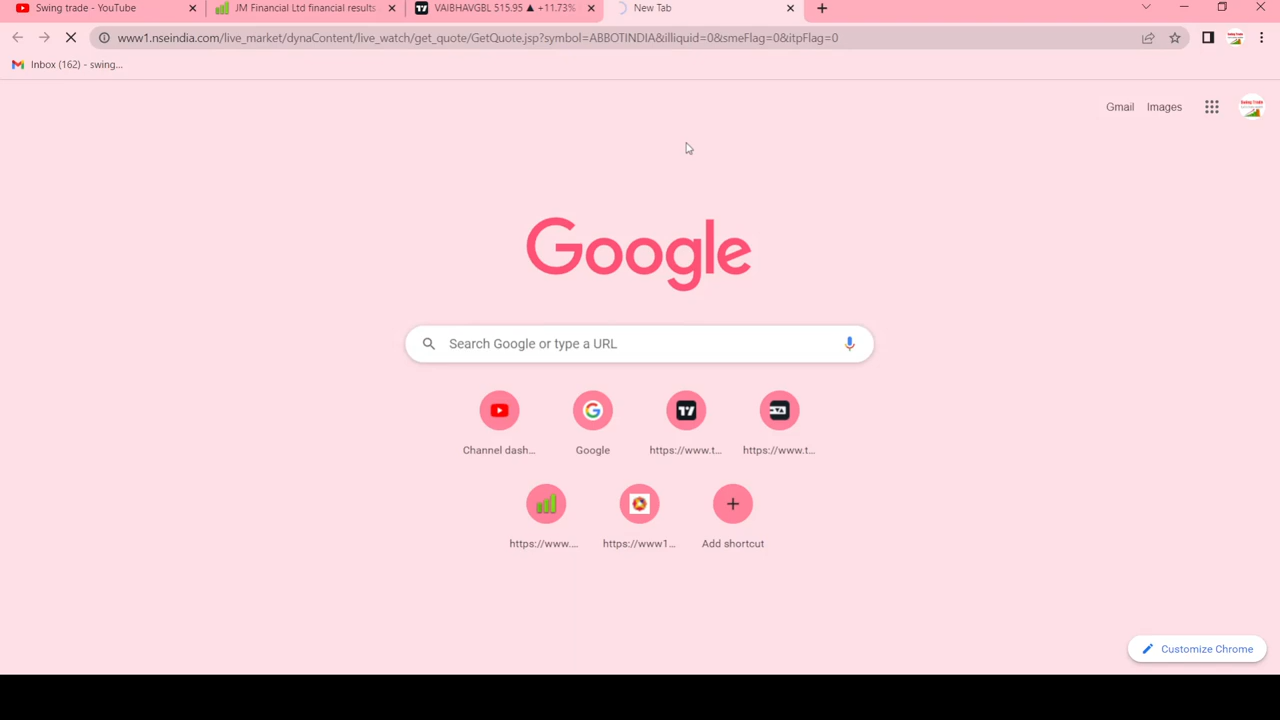 Swing trade - YouTube
JM Financial Ltd financial results
VAIBHAVGBL 515.95 ▲ +11.73%
New Tab
www1.nseindia.com/live_market/dynaContent/live_watch/get_quote/GetQuote.jsp?symbol=ABBOTINDIA&illiquid=0&smeFlag=0&itpFlag=0
Inbox (162) - swing...
Gmail Images
Google
Search Google or type a URL
Channel dash... Google https://www.t... https://www.t...
https://www.... https://www1... Add shortcut
Customize Chrome